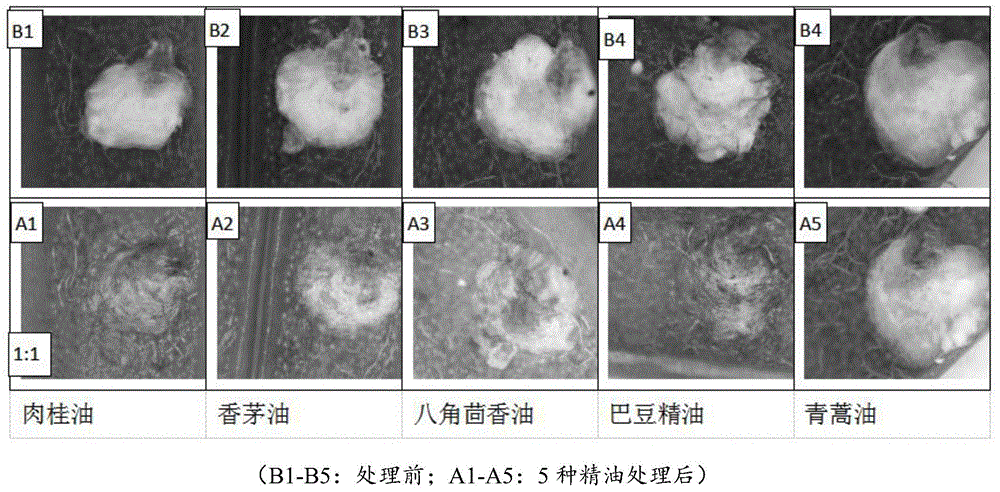 B1 B2 B3 B4 B4
A1 A2 A3 A4 A5
1:1
肉桂油 香茅油 八角茴香油 巴豆精油 青蒿油
（B1-B5：处理前；A1-A5：5 种精油处理后）